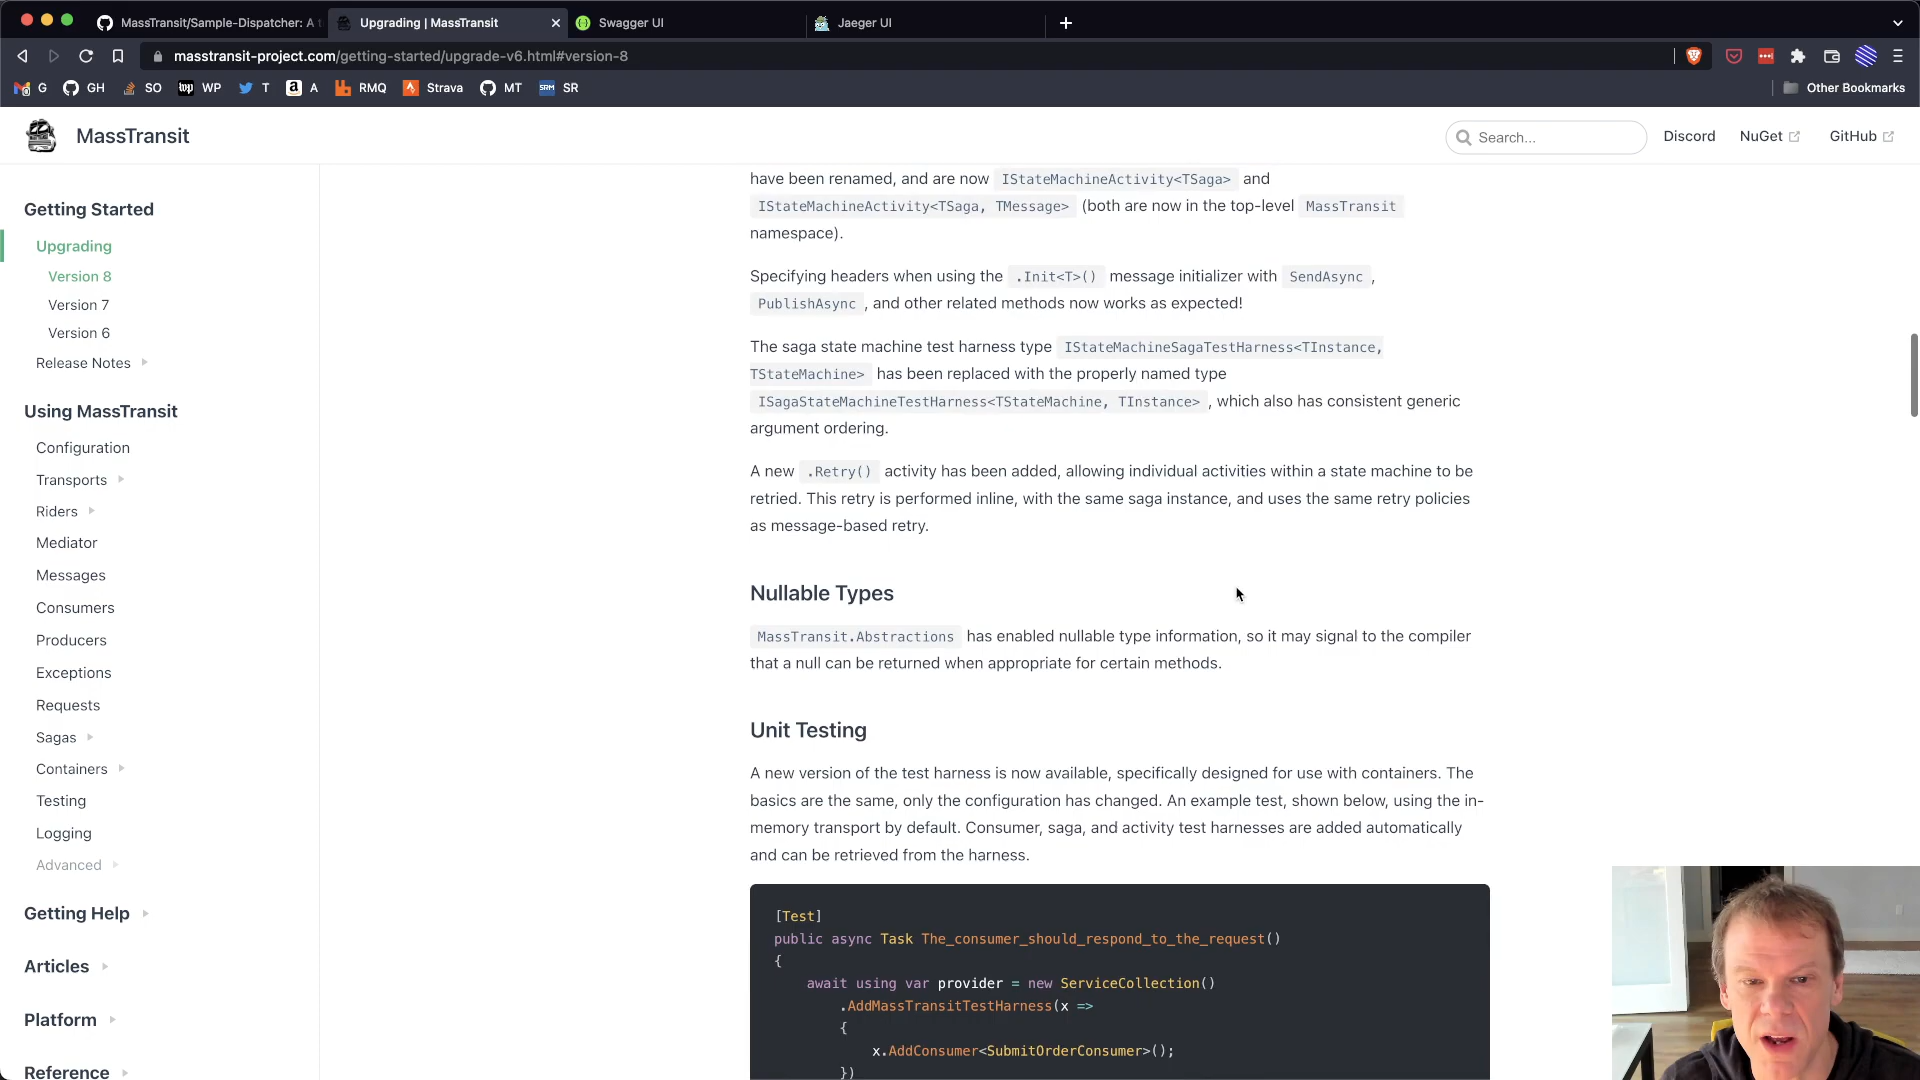 MassTransit/Sample-Dispatcher: A t
Upgrading | MassTransit
Swagger UI
Jaeger UI
masstransit-project.com/getting-started/upgrade-v6.html#version-8
G
GH
SO
WP
T
A
RMQ
Strava
MT
SR
Other Bookmarks
MassTransit
Search...
Discord
NuGet
GitHub
Getting Started
Upgrading
Version 8
Version 7
Version 6
Release Notes
Using MassTransit
Configuration
Transports
Riders
Mediator
Messages
Consumers
Producers
Exceptions
Requests
Sagas
Containers
Testing
Logging
Advanced
Getting Help
Articles
Platform
Reference
have been renamed, and are now IStateMachineActivity<TSaga> and
IStateMachineActivity<TSaga, TMessage> (both are now in the top-level MassTransit
namespace).
Specifying headers when using the .Init<T>() message initializer with SendAsync ,
PublishAsync , and other related methods now works as expected!
The saga state machine test harness type IStateMachineSagaTestHarness<TInstance,
TStateMachine> has been replaced with the properly named type
ISagaStateMachineTestHarness<TStateMachine, TInstance> , which also has consistent generic
argument ordering.
A new .Retry() activity has been added, allowing individual activities within a state machine to be
retried. This retry is performed inline, with the same saga instance, and uses the same retry policies
as message-based retry.
Nullable Types
MassTransit.Abstractions has enabled nullable type information, so it may signal to the compiler
that a null can be returned when appropriate for certain methods.
Unit Testing
A new version of the test harness is now available, specifically designed for use with containers. The
basics are the same, only the configuration has changed. An example test, shown below, using the in-
memory transport by default. Consumer, saga, and activity test harnesses are added automatically
and can be retrieved from the harness.
[Test]
public async Task The_consumer_should_respond_to_the_request()
{
await using var provider = new ServiceCollection()
.AddMassTransitTestHarness(x =>
{
x.AddConsumer<SubmitOrderConsumer>();
})